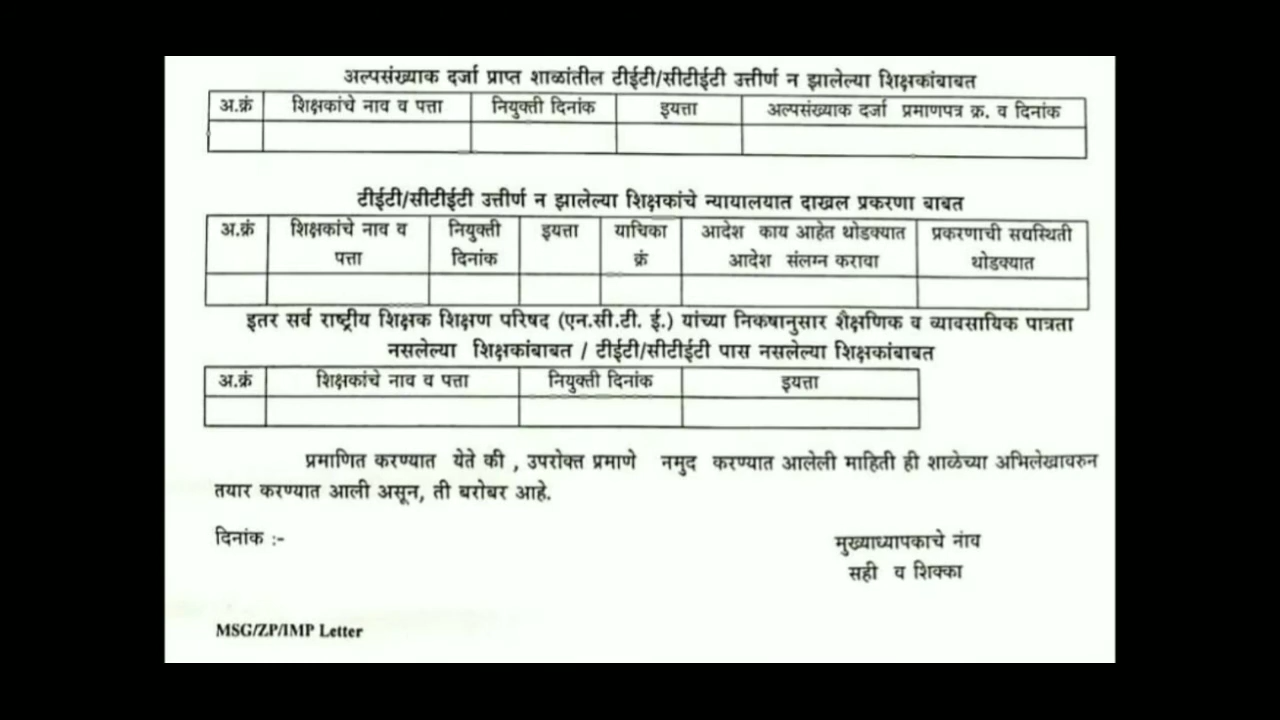 अल्पसंख्याक दर्जा प्राप्त शाळांतील टीईटी/सीटीईटी उत्तीर्ण न झालेल्या शिक्षकांबाबत
अ.क्रं शिक्षकांचे नाव व पत्ता नियुक्ती दिनांक इयत्ता अल्पसंख्याक दर्जा प्रमाणपत्र क्र. व दिनांक
टीईटी/सीटीईटी उत्तीर्ण न झालेल्या शिक्षकांचे न्यायालयात दाखल प्रकरणा बाबत
अ.क्रं शिक्षकांचे नाव व नियुक्ती इयत्ता याचिका आदेश काय आहेत थोडक्यात प्रकरणाची सद्यस्थिती
पत्ता दिनांक क्रं आदेश संलग्न करावा थोडक्यात
इतर सर्व राष्ट्रीय शिक्षक शिक्षण परिषद (एन.सी.टी. ई.) यांच्या निकषानुसार शैक्षणिक व व्यावसायिक पात्रता
नसलेल्या शिक्षकांबाबत / टीईटी/सीटीईटी पास नसलेल्या शिक्षकांबाबत
अ.क्रं शिक्षकांचे नाव व पत्ता नियुक्ती दिनांक इयत्ता
प्रमाणित करण्यात येते की , उपरोक्त प्रमाणे नमुद करण्यात आलेली माहिती ही शाळेच्या अभिलेखावरुन
तयार करण्यात आली असून, ती बरोबर आहे.
दिनांक :-
मुख्याध्यापकाचे नांव
सही व शिक्का
MSG/ZP/IMP Letter